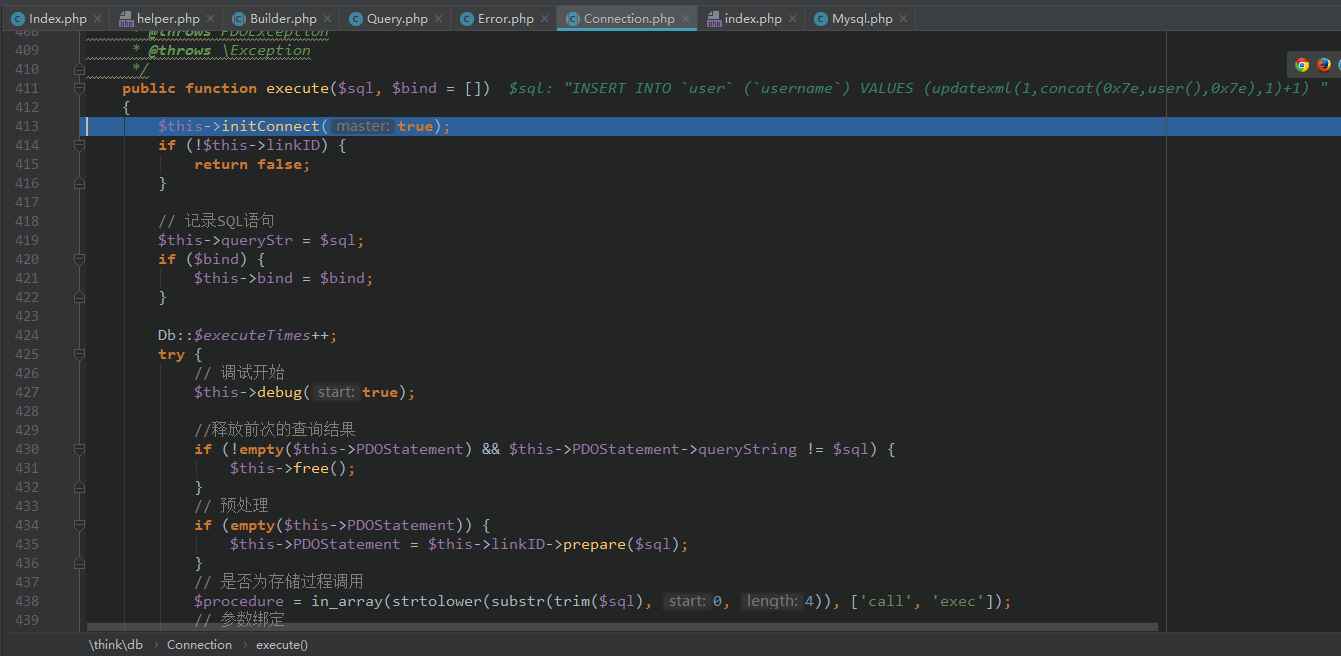 Index.php × helper.php × Builder.php × Query.php × Error.php × Connection.php × index.php × Mysql.php ×
408 * @throws PDOException
409 * @throws \Exception
410 */
411 public function execute($sql, $bind = []) $sql: "INSERT INTO `user` (`username`) VALUES (updatexml(1,concat(0x7e,user(),0x7e),1)+1) "
412 {
413 $this->initConnect( master: true);
414 if (!$this->linkID) {
415 return false;
416 }
417
418 // 记录SQL语句
419 $this->queryStr = $sql;
420 if ($bind) {
421 $this->bind = $bind;
422 }
423
424 Db::$executeTimes++;
425 try {
426 // 调试开始
427 $this->debug( start: true);
428
429 //释放前次的查询结果
430 if (!empty($this->PDOStatement) && $this->PDOStatement->queryString != $sql) {
431 $this->free();
432 }
433 // 预处理
434 if (empty($this->PDOStatement)) {
435 $this->PDOStatement = $this->linkID->prepare($sql);
436 }
437 // 是否为存储过程调用
438 $procedure = in_array(strtolower(substr(trim($sql), start: 0, length: 4)), ['call', 'exec']);
439 // 参数绑定
\think\db › Connection › execute()